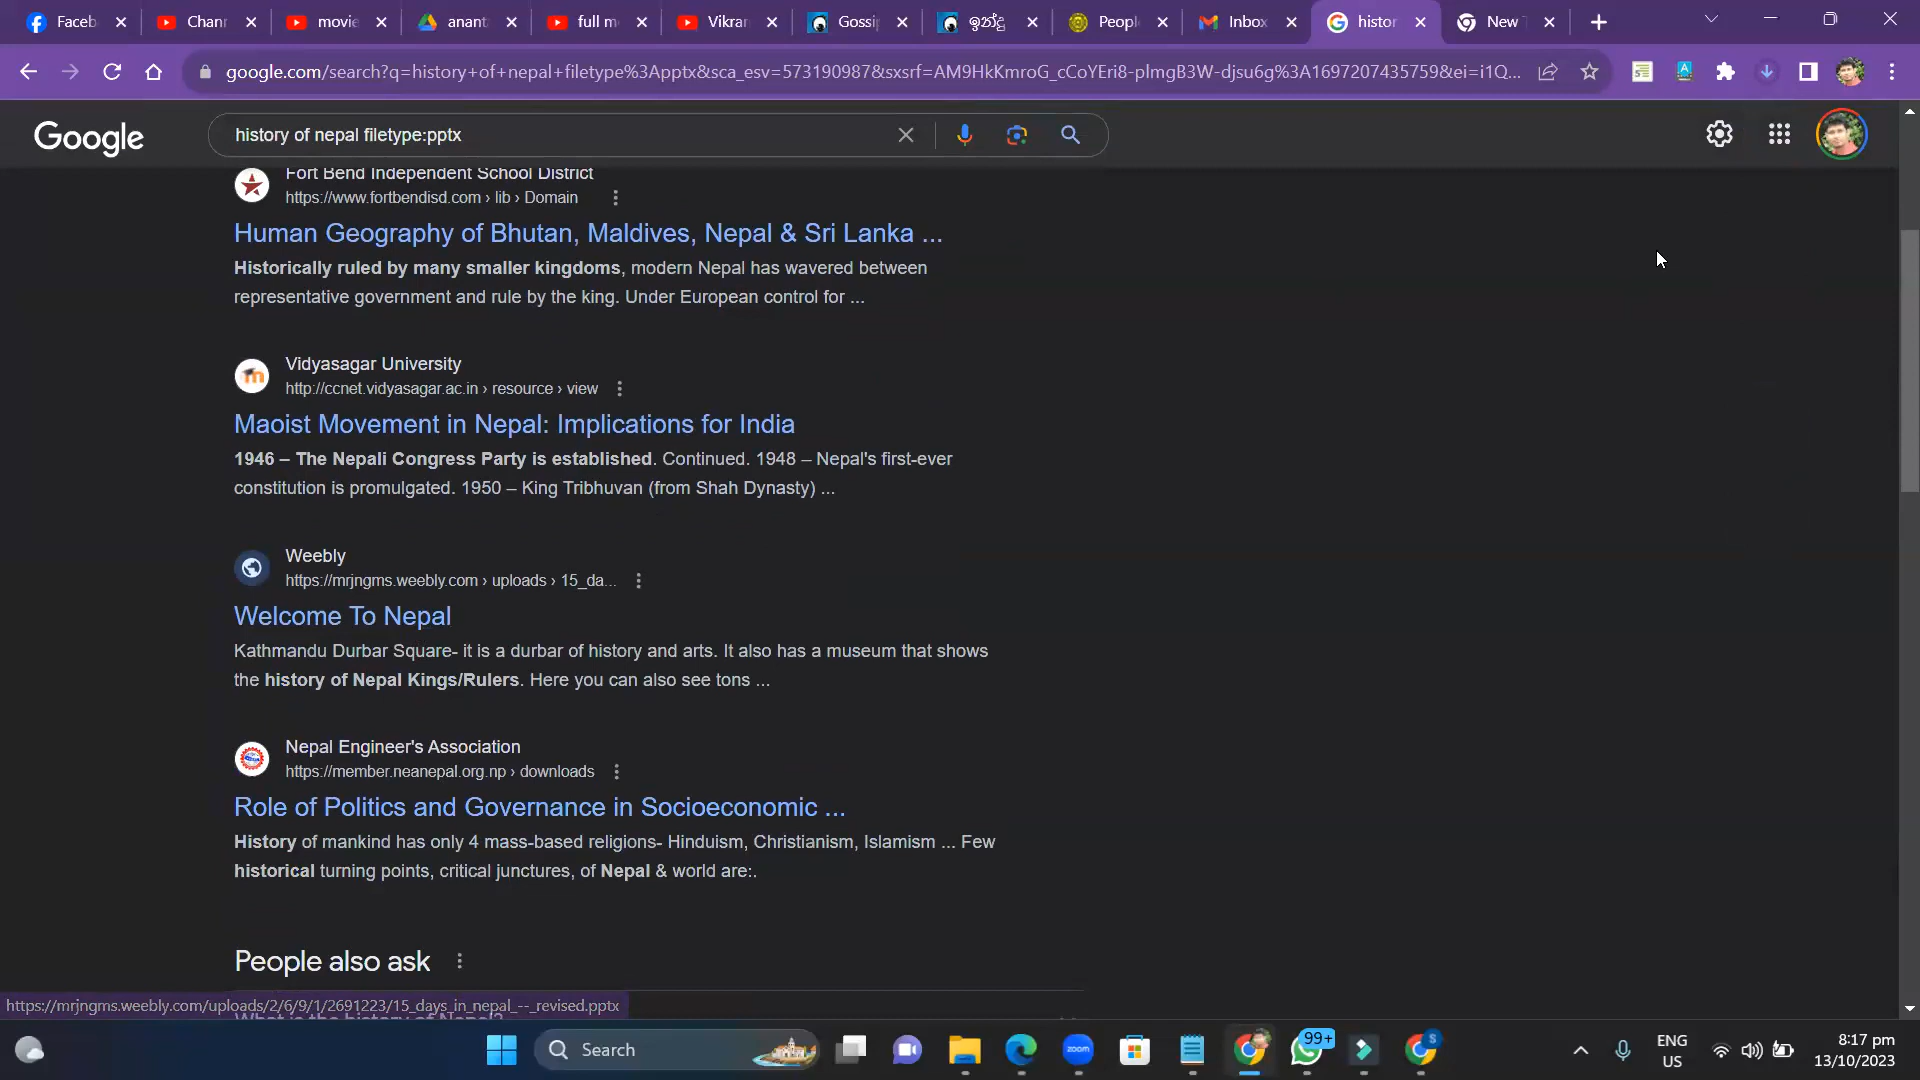 Faceb
Chann
movie
anant
full m
Vikran
Gossip
ඉන්දු
Peopl
Inbox
histor
New T
google.com/search?q=history+of+nepal+filetype%3Apptx&sca_esv=573190987&sxsrf=AM9HkKmroG_cCoYEri8-plmgB3W-djsu6g%3A1697207435759&ei=i1Q...
Google
history of nepal filetype:pptx
Fort Bend Independent School District
https://www.fortbendisd.com › lib › Domain
Human Geography of Bhutan, Maldives, Nepal & Sri Lanka ...
Historically ruled by many smaller kingdoms, modern Nepal has wavered between
representative government and rule by the king. Under European control for ...
Vidyasagar University
http://ccnet.vidyasagar.ac.in › resource › view
Maoist Movement in Nepal: Implications for India
1946 – The Nepali Congress Party is established. Continued. 1948 – Nepal's first-ever
constitution is promulgated. 1950 – King Tribhuvan (from Shah Dynasty) ...
Weebly
https://mrjngms.weebly.com › uploads › 15_da...
Welcome To Nepal
Kathmandu Durbar Square- it is a durbar of history and arts. It also has a museum that shows
the history of Nepal Kings/Rulers. Here you can also see tons ...
Nepal Engineer's Association
https://member.neanepal.org.np › downloads
Role of Politics and Governance in Socioeconomic ...
History of mankind has only 4 mass-based religions- Hinduism, Christianism, Islamism ... Few
historical turning points, critical junctures, of Nepal & world are:.
People also ask
https://mrjngms.weebly.com/uploads/2/6/9/1/2691223/15_days_in_nepal_--_revised.pptx
What is the history of Nepal?
Search
zoom
99+
S
ENG
US
8:17 pm
13/10/2023